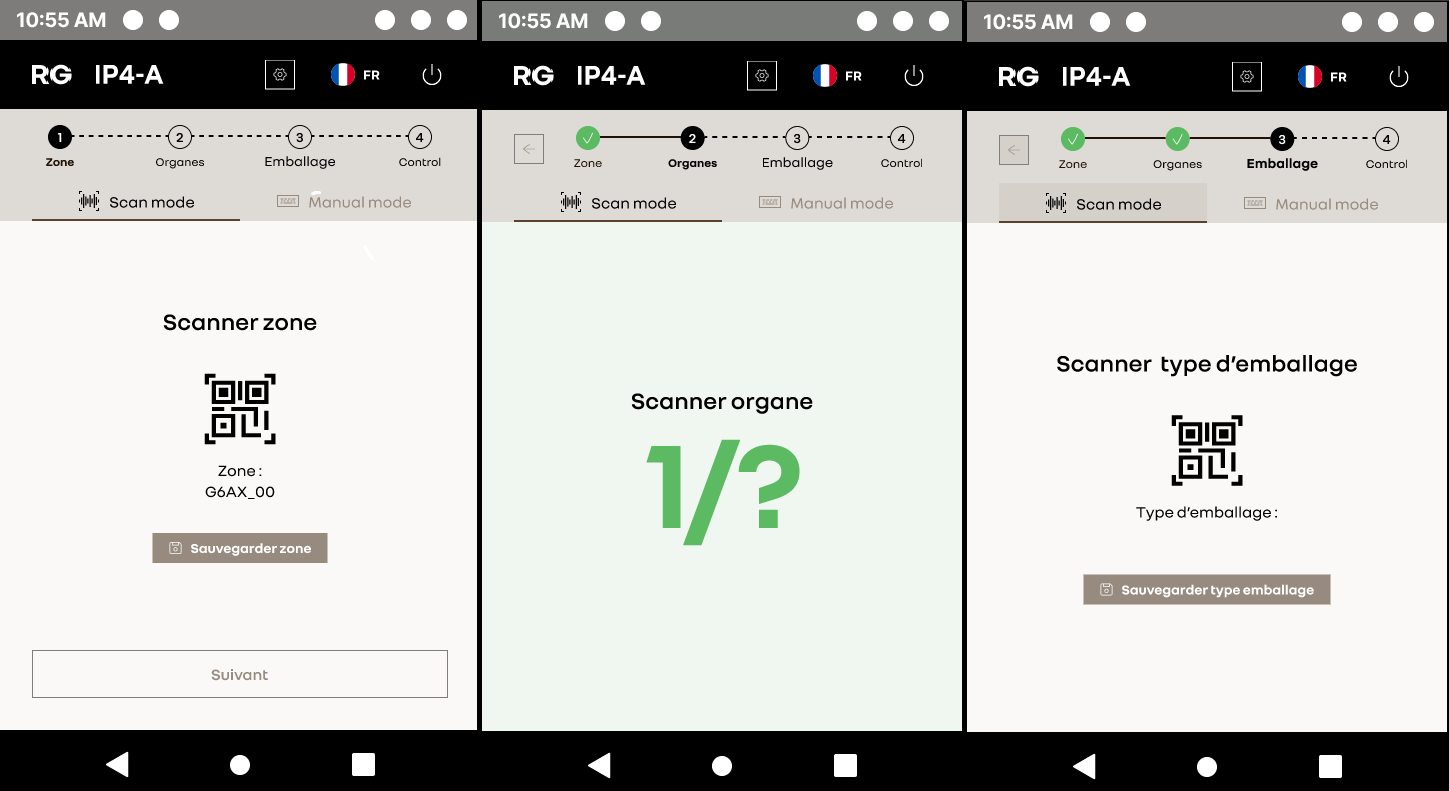 10:55 AM
RG IP4-A FR
1 2 3 4
Zone Organes Emballage Control
Scan mode Manual mode
Scanner zone
Zone :
G6AX_00
Sauvegarder zone
Suivant
10:55 AM
RG IP4-A FR
2 3 4
Zone Organes Emballage Control
Scan mode Manual mode
Scanner organe
1/?
10:55 AM
RG IP4-A FR
3 4
Zone Organes Emballage Control
Scan mode Manual mode
Scanner type d’emballage
Type d’emballage :
Sauvegarder type emballage